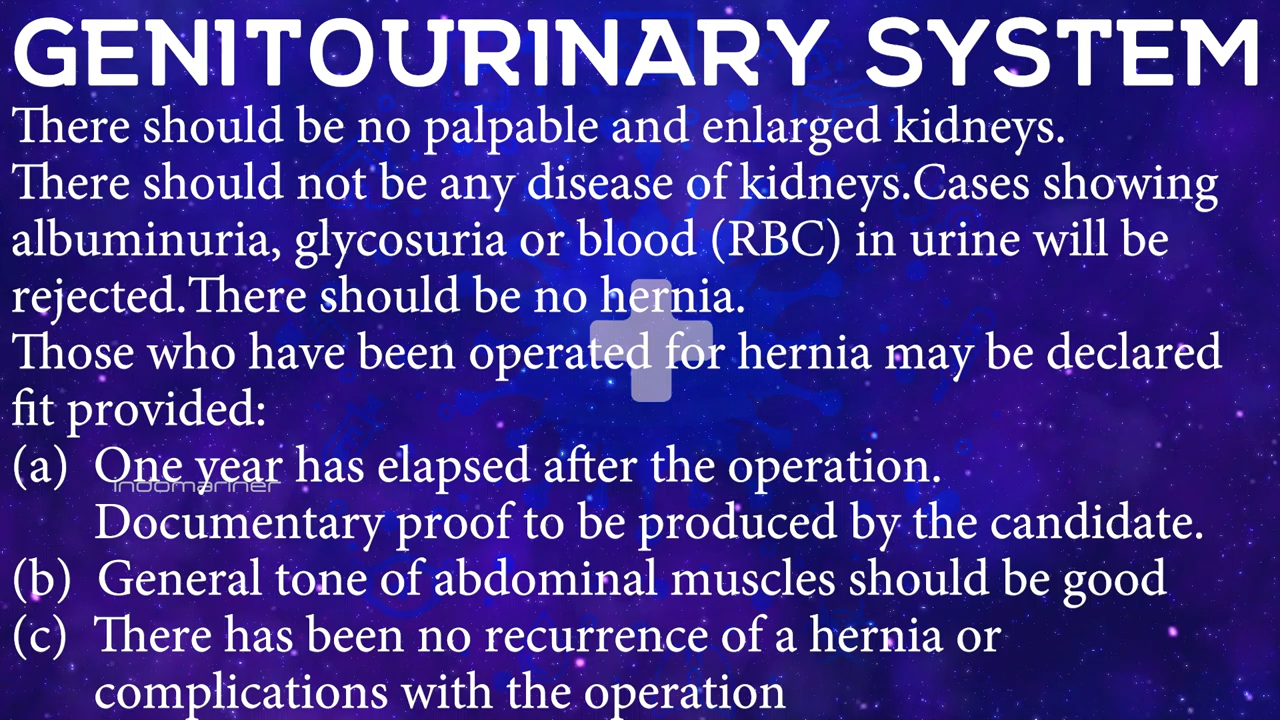 GENITOURINARY SYSTEM
There should be no palpable and enlarged kidneys.
There should not be any disease of kidneys.Cases showing
albuminuria, glycosuria or blood (RBC) in urine will be
rejected.There should be no hernia.
Those who have been operated for hernia may be declared
fit provided:
(a) One year has elapsed after the operation.
indomariner
Documentary proof to be produced by the candidate.
(b) General tone of abdominal muscles should be good
(c) There has been no recurrence of a hernia or
complications with the operation